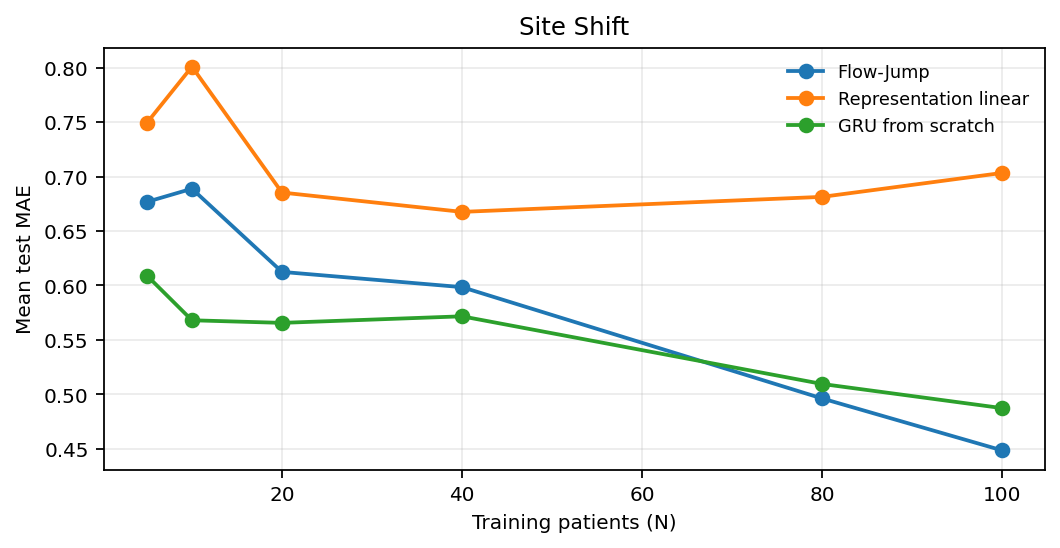 Site Shift
Flow-Jump
Representation linear
GRU from scratch
Mean test MAE
0.80
0.75
0.70
0.65
0.60
0.55
0.50
0.45
20 40 60 80 100
Training patients (N)